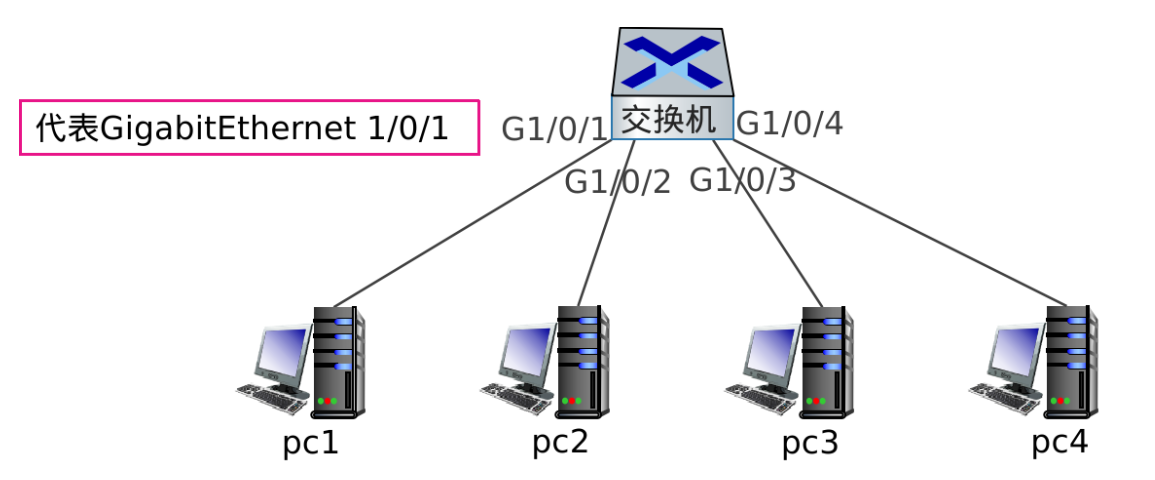 代表GigabitEthernet 1/0/1
G1/0/1
交换机
G1/0/4
G1/0/2
G1/0/3
pc1
pc2
pc3
pc4